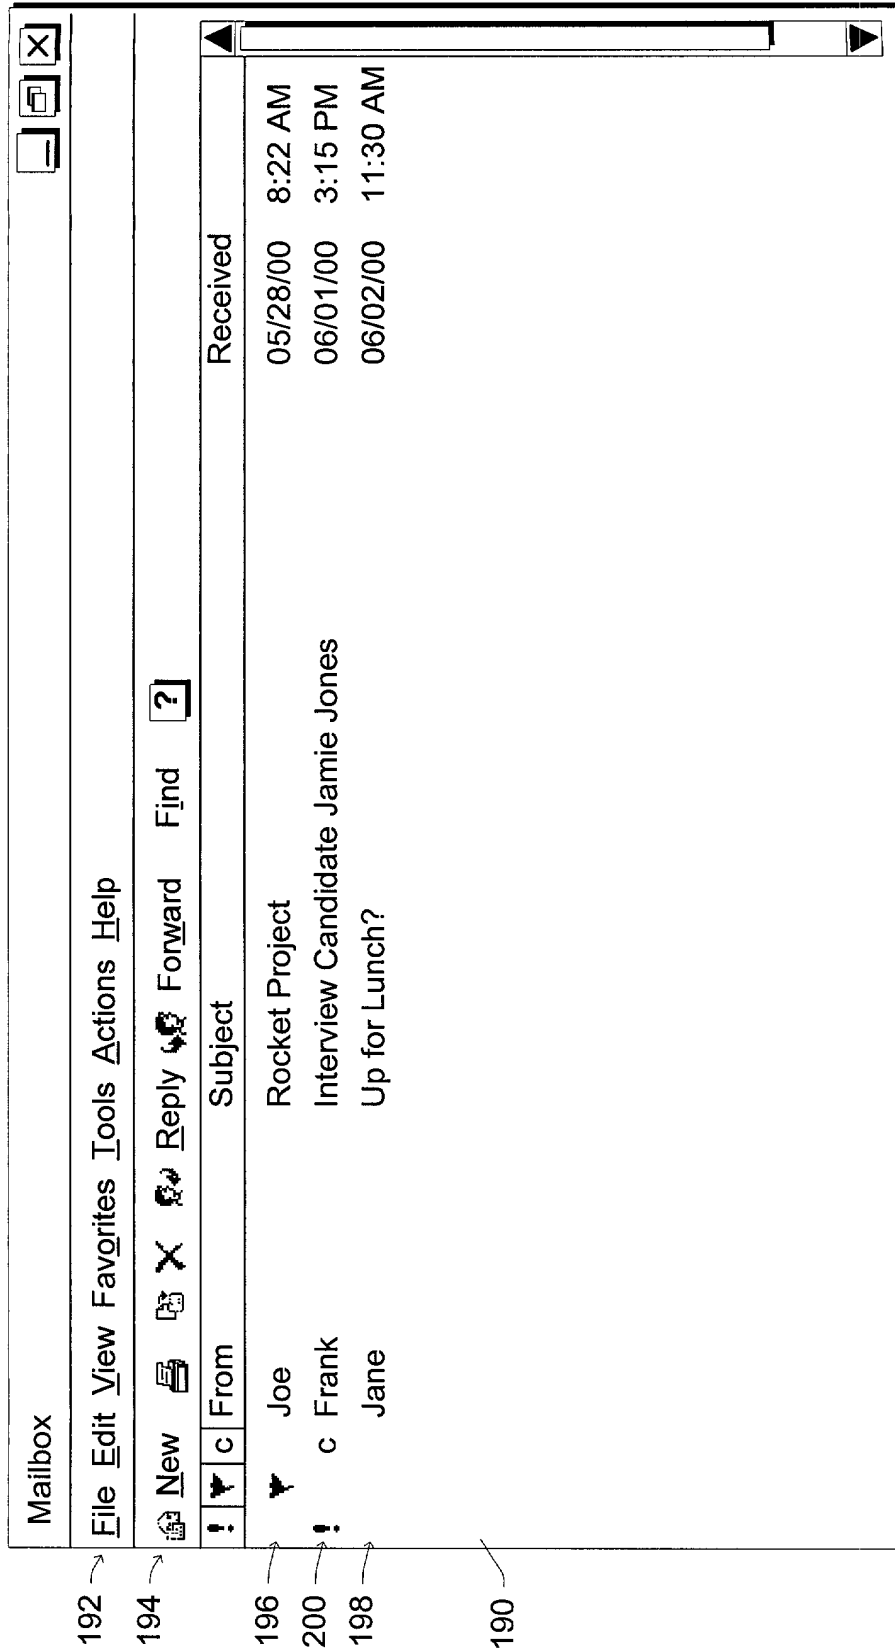 Mailbox
192 File Edit View Favorites Tools Actions Help
194 New Reply Forward Find ?
! c From Subject Received
196 Joe Rocket Project 05/28/00 8:22 AM
200 ! c Frank Interview Candidate Jamie Jones 06/01/00 3:15 PM
198 Jane Up for Lunch? 06/02/00 11:30 AM
190